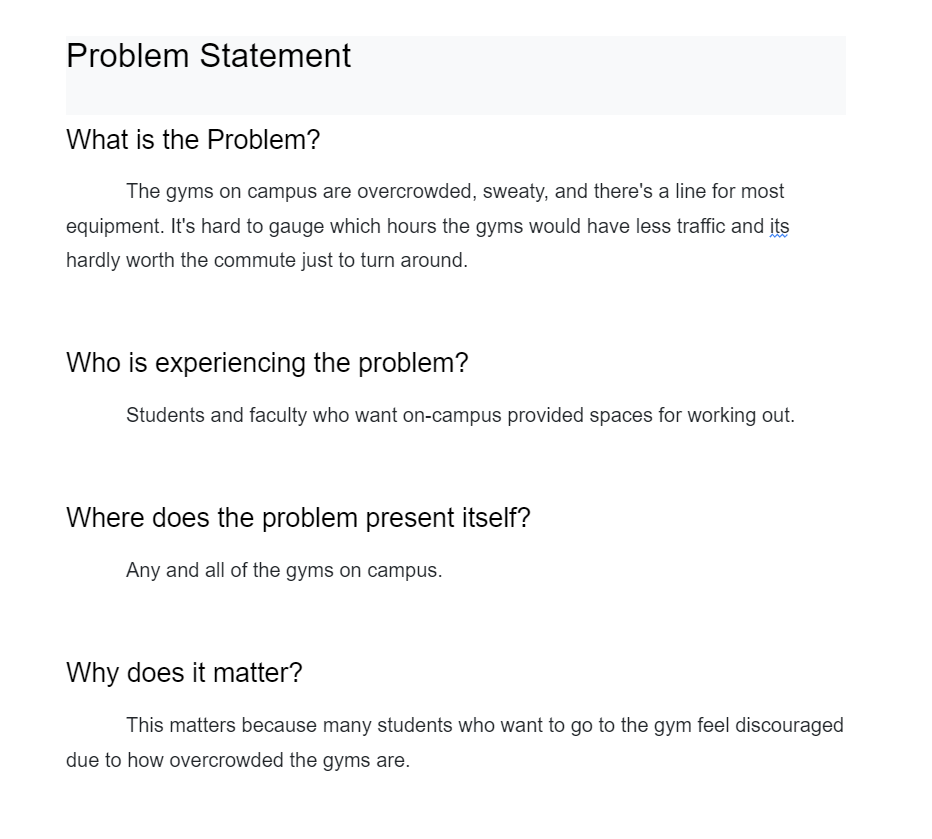 Problem Statement
What is the Problem?
The gyms on campus are overcrowded, sweaty, and there's a line for most
equipment. It's hard to gauge which hours the gyms would have less traffic and its
hardly worth the commute just to turn around.
Who is experiencing the problem?
Students and faculty who want on-campus provided spaces for working out.
Where does the problem present itself?
Any and all of the gyms on campus.
Why does it matter?
This matters because many students who want to go to the gym feel discouraged
due to how overcrowded the gyms are.